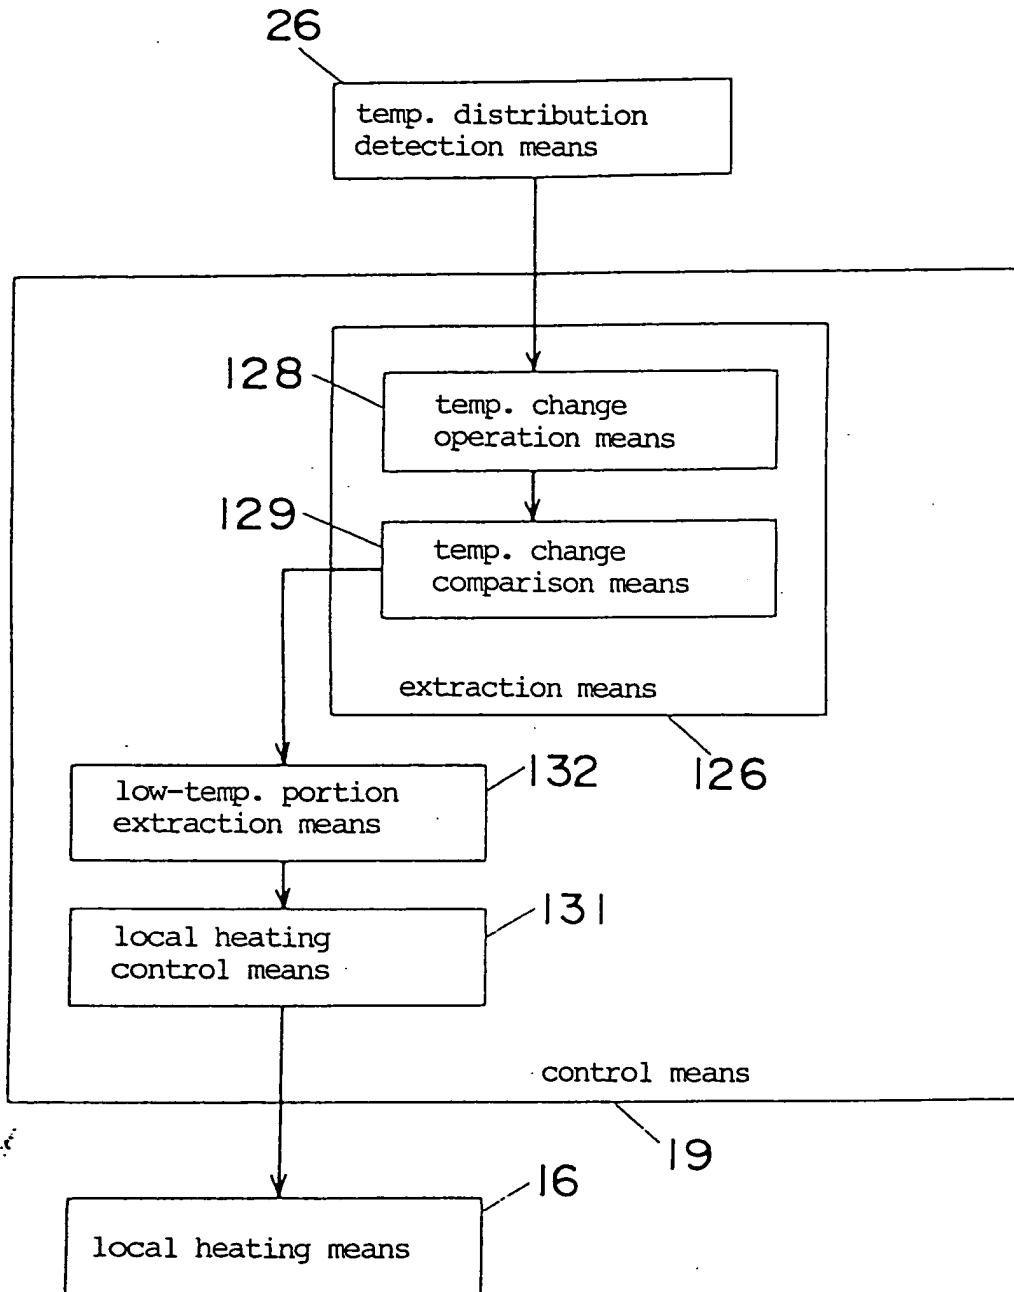 26
temp. distribution
detection means
128
temp. change
operation means
129
temp. change
comparison means
extraction means
126
132
low-temp. portion
extraction means
131
local heating
control means
control means
19
16
local heating means